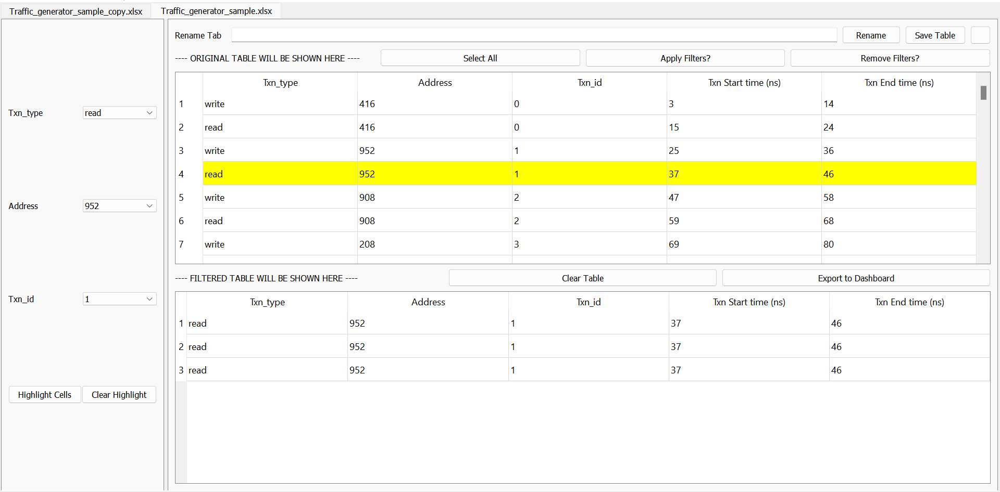 Traffic_generator_sample_copy.xlsx Traffic_generator_sample.xlsx
Rename Tab Rename Save Table
---- ORIGINAL TABLE WILL BE SHOWN HERE ---- Select All Apply Filters? Remove Filters?
Txn_type Address Txn_id Txn Start time (ns) Txn End time (ns)
1 write 416 0 3 14
2 read 416 0 15 24
3 write 952 1 25 36
4 read 952 1 37 46
5 write 908 2 47 58
6 read 908 2 59 68
7 write 208 3 69 80
Txn_type read
Address 952
Txn_id 1
Highlight Cells Clear Highlight
---- FILTERED TABLE WILL BE SHOWN HERE ---- Clear Table Export to Dashboard
Txn_type Address Txn_id Txn Start time (ns) Txn End time (ns)
1 read 952 1 37 46
2 read 952 1 37 46
3 read 952 1 37 46